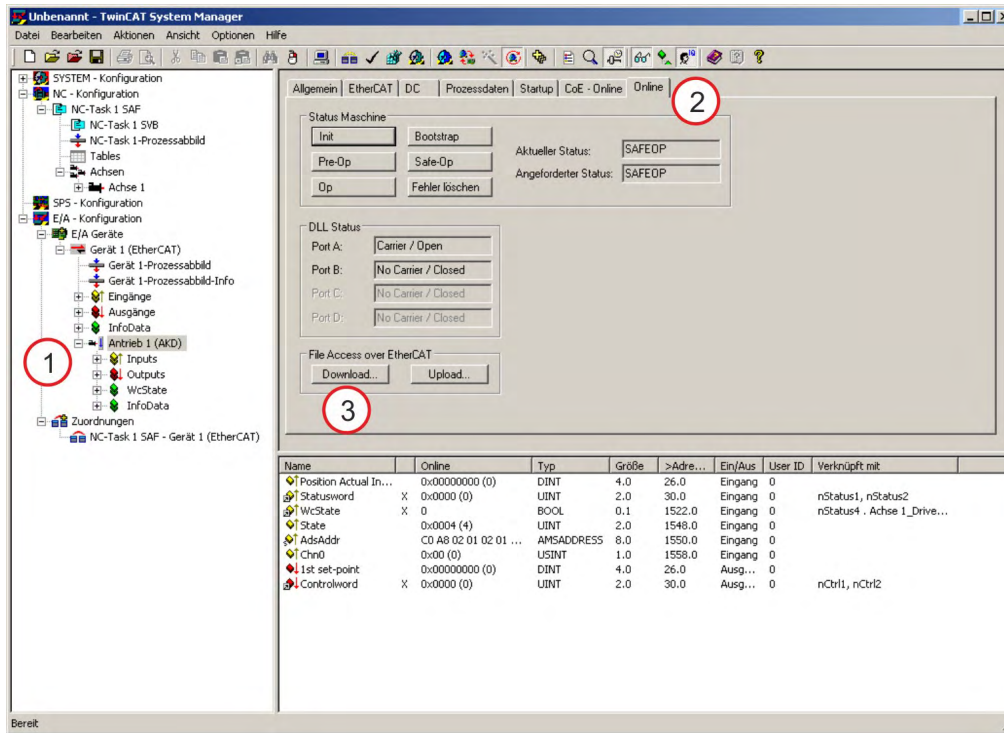 Unbenannt - TwinCAT System Manager
Datei Bearbeiten Aktionen Ansicht Optionen Hilfe
SYSTEM - Konfiguration
NC - Konfiguration
NC-Task 1 SAF
NC-Task 1 SVB
NC-Task 1-Prozessabbild
Tables
Achsen
Achse 1
SPS - Konfiguration
E/A - Konfiguration
E/A Geräte
Gerät 1 (EtherCAT)
Gerät 1-Prozessabbild
Gerät 1-Prozessabbild-Info
Eingänge
Ausgänge
InfoData
Antrieb 1 (AKD)
Inputs
Outputs
WcState
InfoData
Zuordnungen
NC-Task 1 SAF - Gerät 1 (EtherCAT)
1
Allgemein EtherCAT DC Prozessdaten Startup CoE - Online Online
2
Status Maschine
Init Bootstrap
Pre-Op Safe-Op
Op Fehler löschen
Aktueller Status: SAFEOP
Angeforderter Status: SAFEOP
DLL Status
Port A: Carrier / Open
Port B: No Carrier / Closed
Port C: No Carrier / Closed
Port D: No Carrier / Closed
File Access over EtherCAT
Download... Upload...
3
Name Online Typ Größe >Adre... Ein/Aus User ID Verknüpft mit
Position Actual In... 0x00000000 (0) DINT 4.0 26.0 Eingang 0
Statusword X 0x0000 (0) UINT 2.0 30.0 Eingang 0 nStatus1, nStatus2
WcState X 0 BOOL 0.1 1522.0 Eingang 0 nStatus4 . Achse 1_Drive...
State 0x0004 (4) UINT 2.0 1548.0 Eingang 0
AdsAddr C0 A8 02 01 02 01 ... AMSADDRESS 8.0 1550.0 Eingang 0
Chn0 0x00 (0) USINT 1.0 1558.0 Eingang 0
1st set-point 0x00000000 (0) DINT 4.0 26.0 Ausg... 0
Controlword X 0x0000 (0) UINT 2.0 30.0 Ausg... 0 nCtrl1, nCtrl2
Bereit